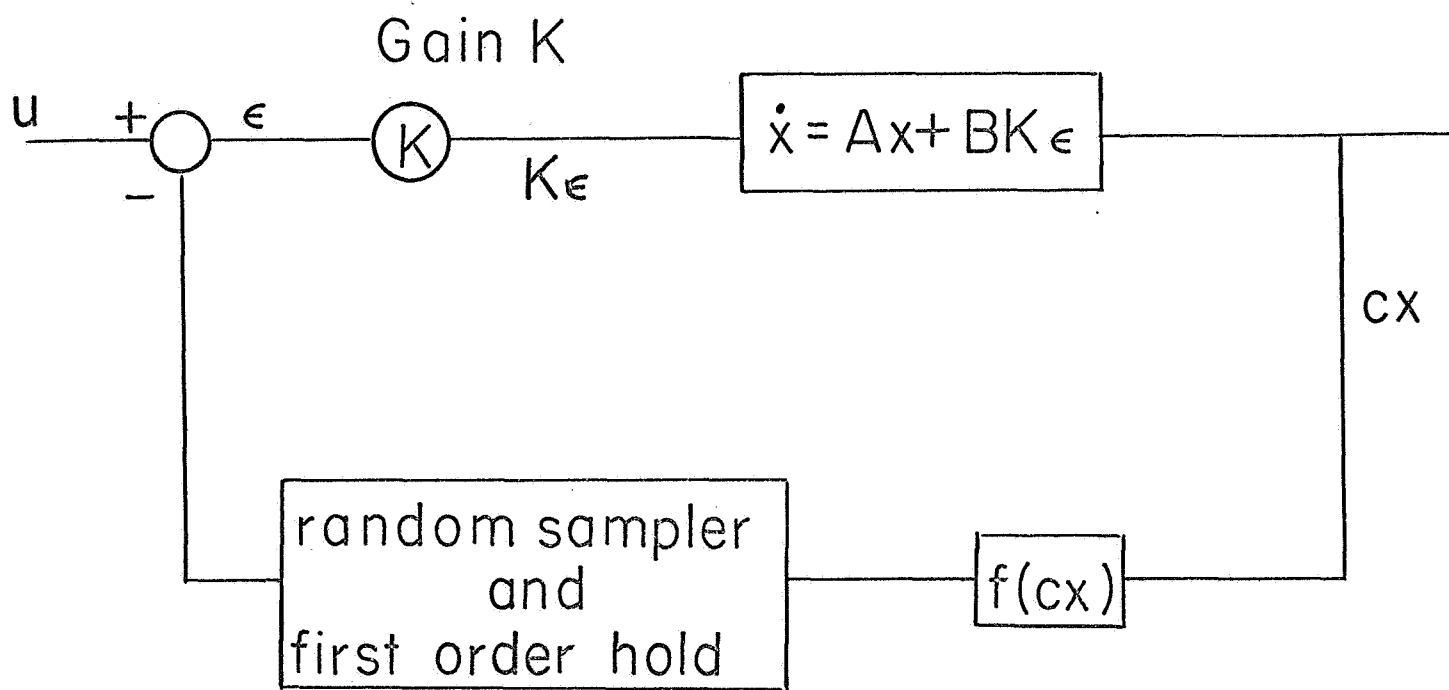 Gain K
u
+
ϵ
K
ẋ = Ax + BKϵ
-
Kϵ
cx
random sampler
and
first order hold
f(cx)